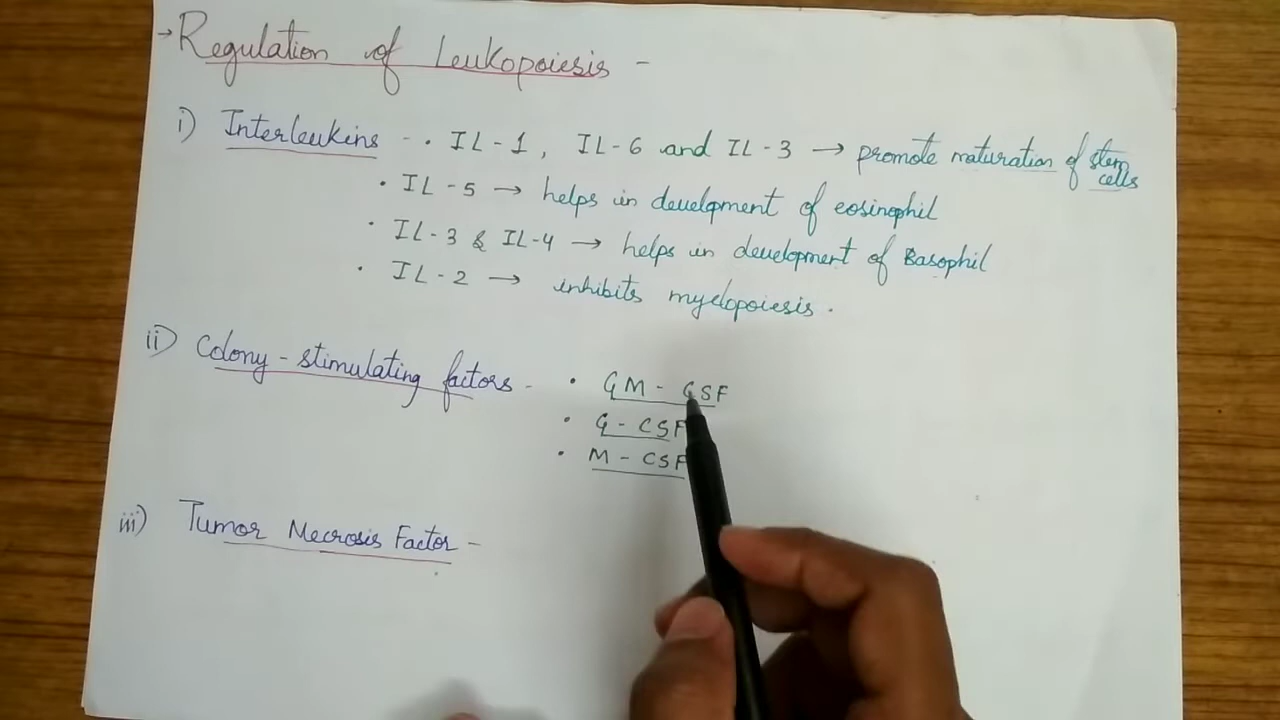 → Regulation of Leukopoiesis -
i) Interleukins - • IL-1, IL-6 and IL-3 → promote maturation of stem cells
• IL-5 → helps in development of eosinophil
• IL-3 & IL-4 → helps in development of Basophil
• IL-2 → inhibits myelopoiesis.
ii) Colony-stimulating factors - • GM-CSF
• G-CSF
• M-CSF
iii) Tumor Necrosis Factor -